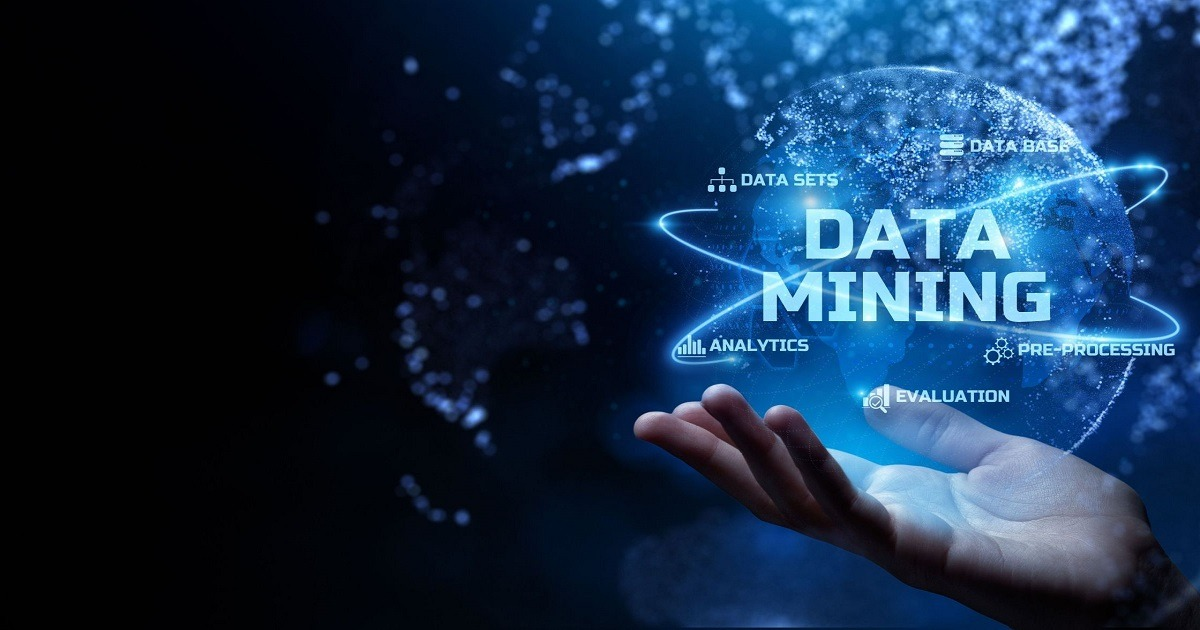 DATA BASE
DATA SETS
DATA
MINING
ANALYTICS
PRE-PROCESSING
EVALUATION